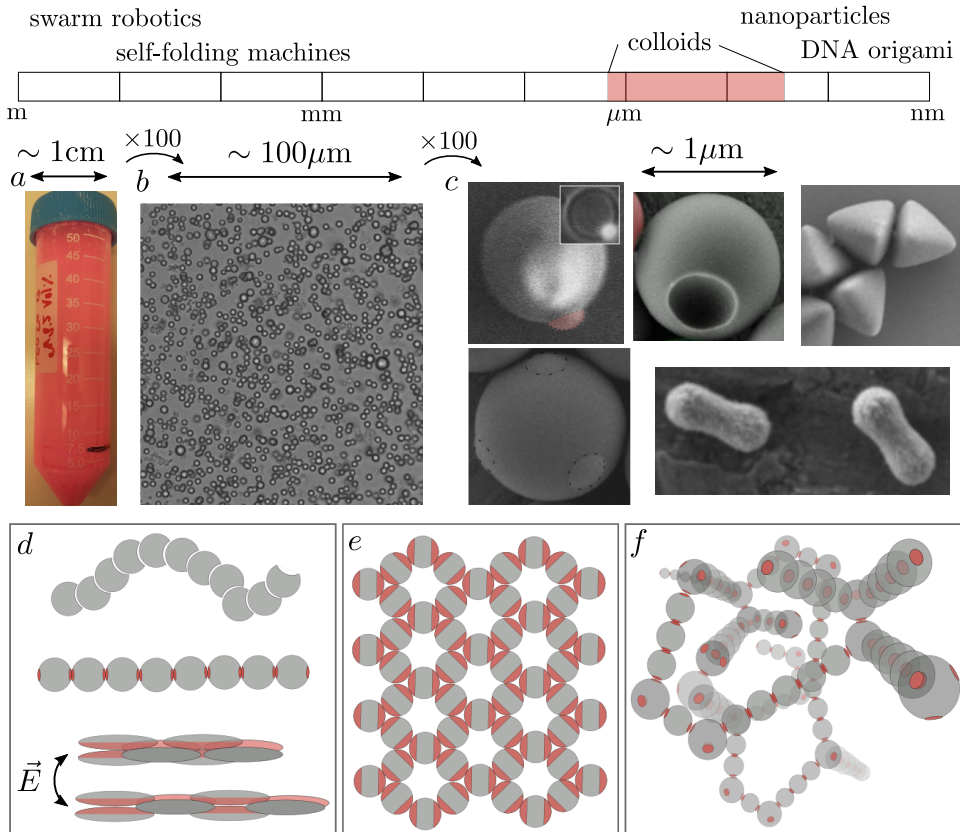 swarm robotics
nanoparticles
self-folding machines
colloids
DNA origami
m
mm
μm
nm
∼ 1cm
×100
∼ 100μm
×100
∼ 1μm
a
b
c
50
45
35
30
25
20
15
10
7.5
5.0
d
e
f
E⃗